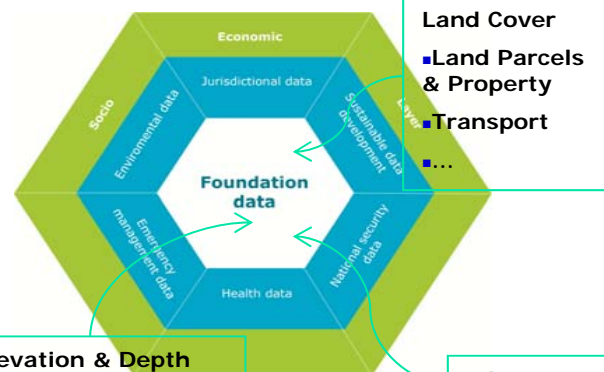 Land Cover
▪Land Parcels
& Property
▪Transport
▪...
Economic
Socio
Layer
Jurisdictional data
Enviromental data
Sustainable data
development
Foundation
data
Emergency
management data
National security
data
Health data
evation & Depth